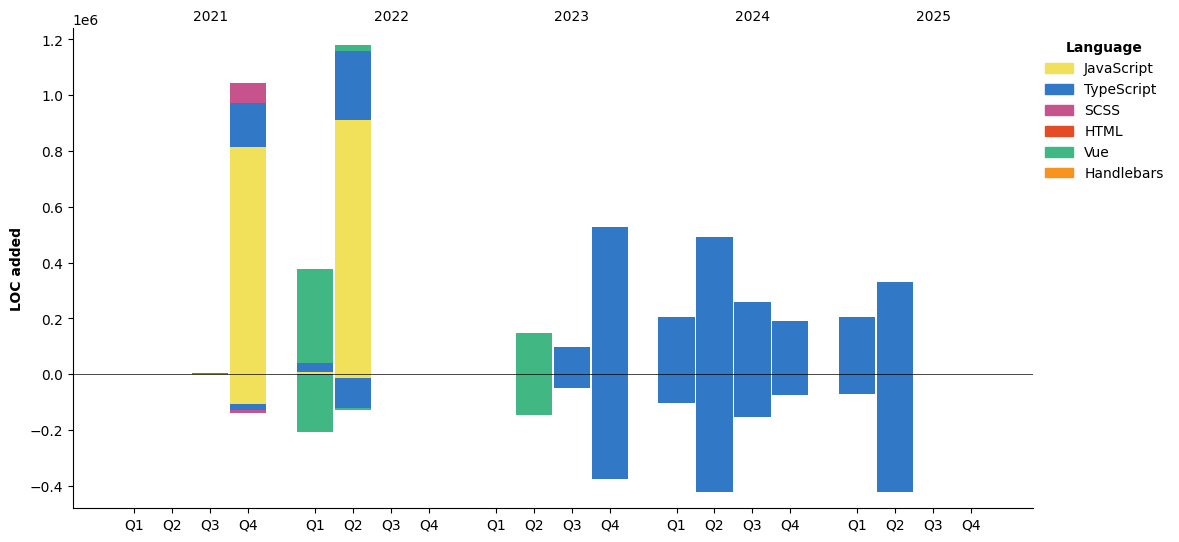 2021 2022 2023 2024 2025
1e6
Language
JavaScript
TypeScript
SCSS
HTML
Vue
Handlebars
LOC added
1.2
1.0
0.8
0.6
0.4
0.2
0.0
−0.2
−0.4
Q1 Q2 Q3 Q4 Q1 Q2 Q3 Q4 Q1 Q2 Q3 Q4 Q1 Q2 Q3 Q4 Q1 Q2 Q3 Q4